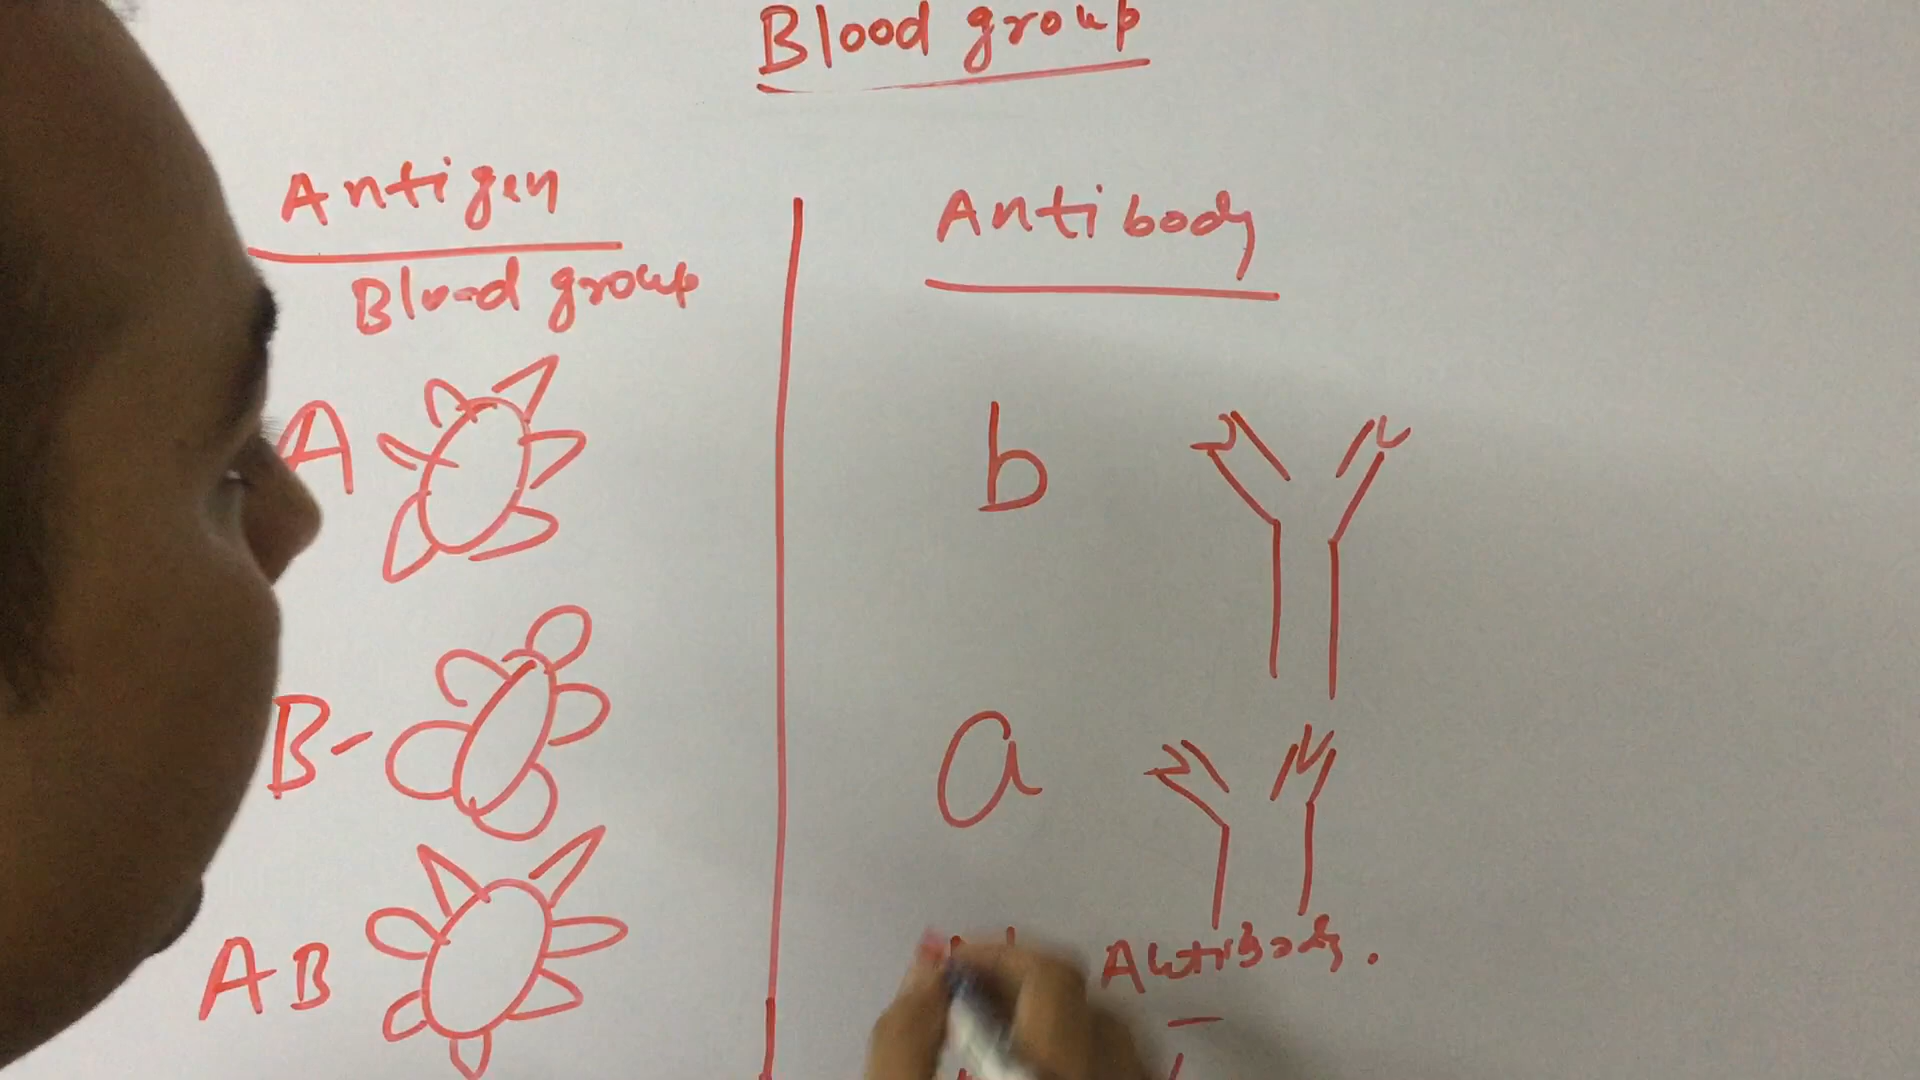 Blood group
Antigen
Blood group
Antibody
A
b
B-
a
AB
Antibody.